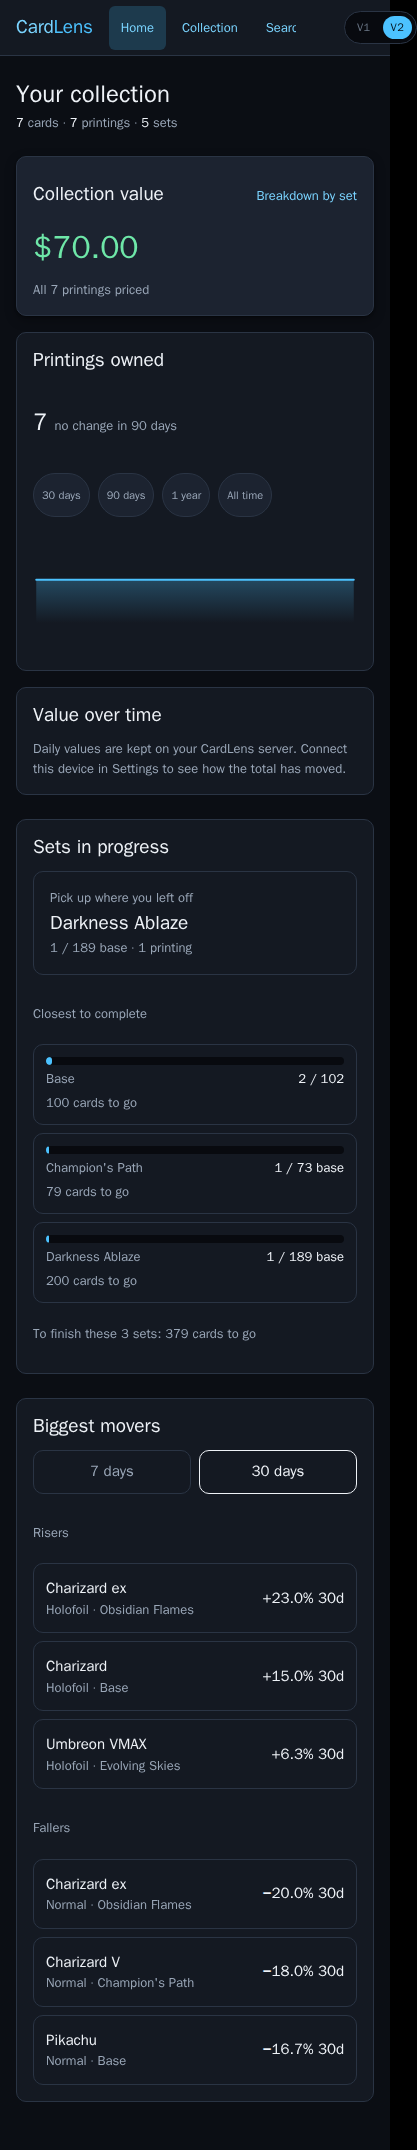 CardLens Home Collection Searc V1 V2
Your collection
7 cards · 7 printings · 5 sets
Collection value Breakdown by set
$70.00
All 7 printings priced
Printings owned
7 no change in 90 days
30 days 90 days 1 year All time
Value over time
Daily values are kept on your CardLens server. Connect
this device in Settings to see how the total has moved.
Sets in progress
Pick up where you left off
Darkness Ablaze
1 / 189 base · 1 printing
Closest to complete
Base 2 / 102
100 cards to go
Champion's Path 1 / 73 base
79 cards to go
Darkness Ablaze 1 / 189 base
200 cards to go
To finish these 3 sets: 379 cards to go
Biggest movers
7 days 30 days
Risers
Charizard ex
Holofoil · Obsidian Flames +23.0% 30d
Charizard
Holofoil · Base +15.0% 30d
Umbreon VMAX
Holofoil · Evolving Skies +6.3% 30d
Fallers
Charizard ex
Normal · Obsidian Flames −20.0% 30d
Charizard V
Normal · Champion's Path −18.0% 30d
Pikachu
Normal · Base −16.7% 30d